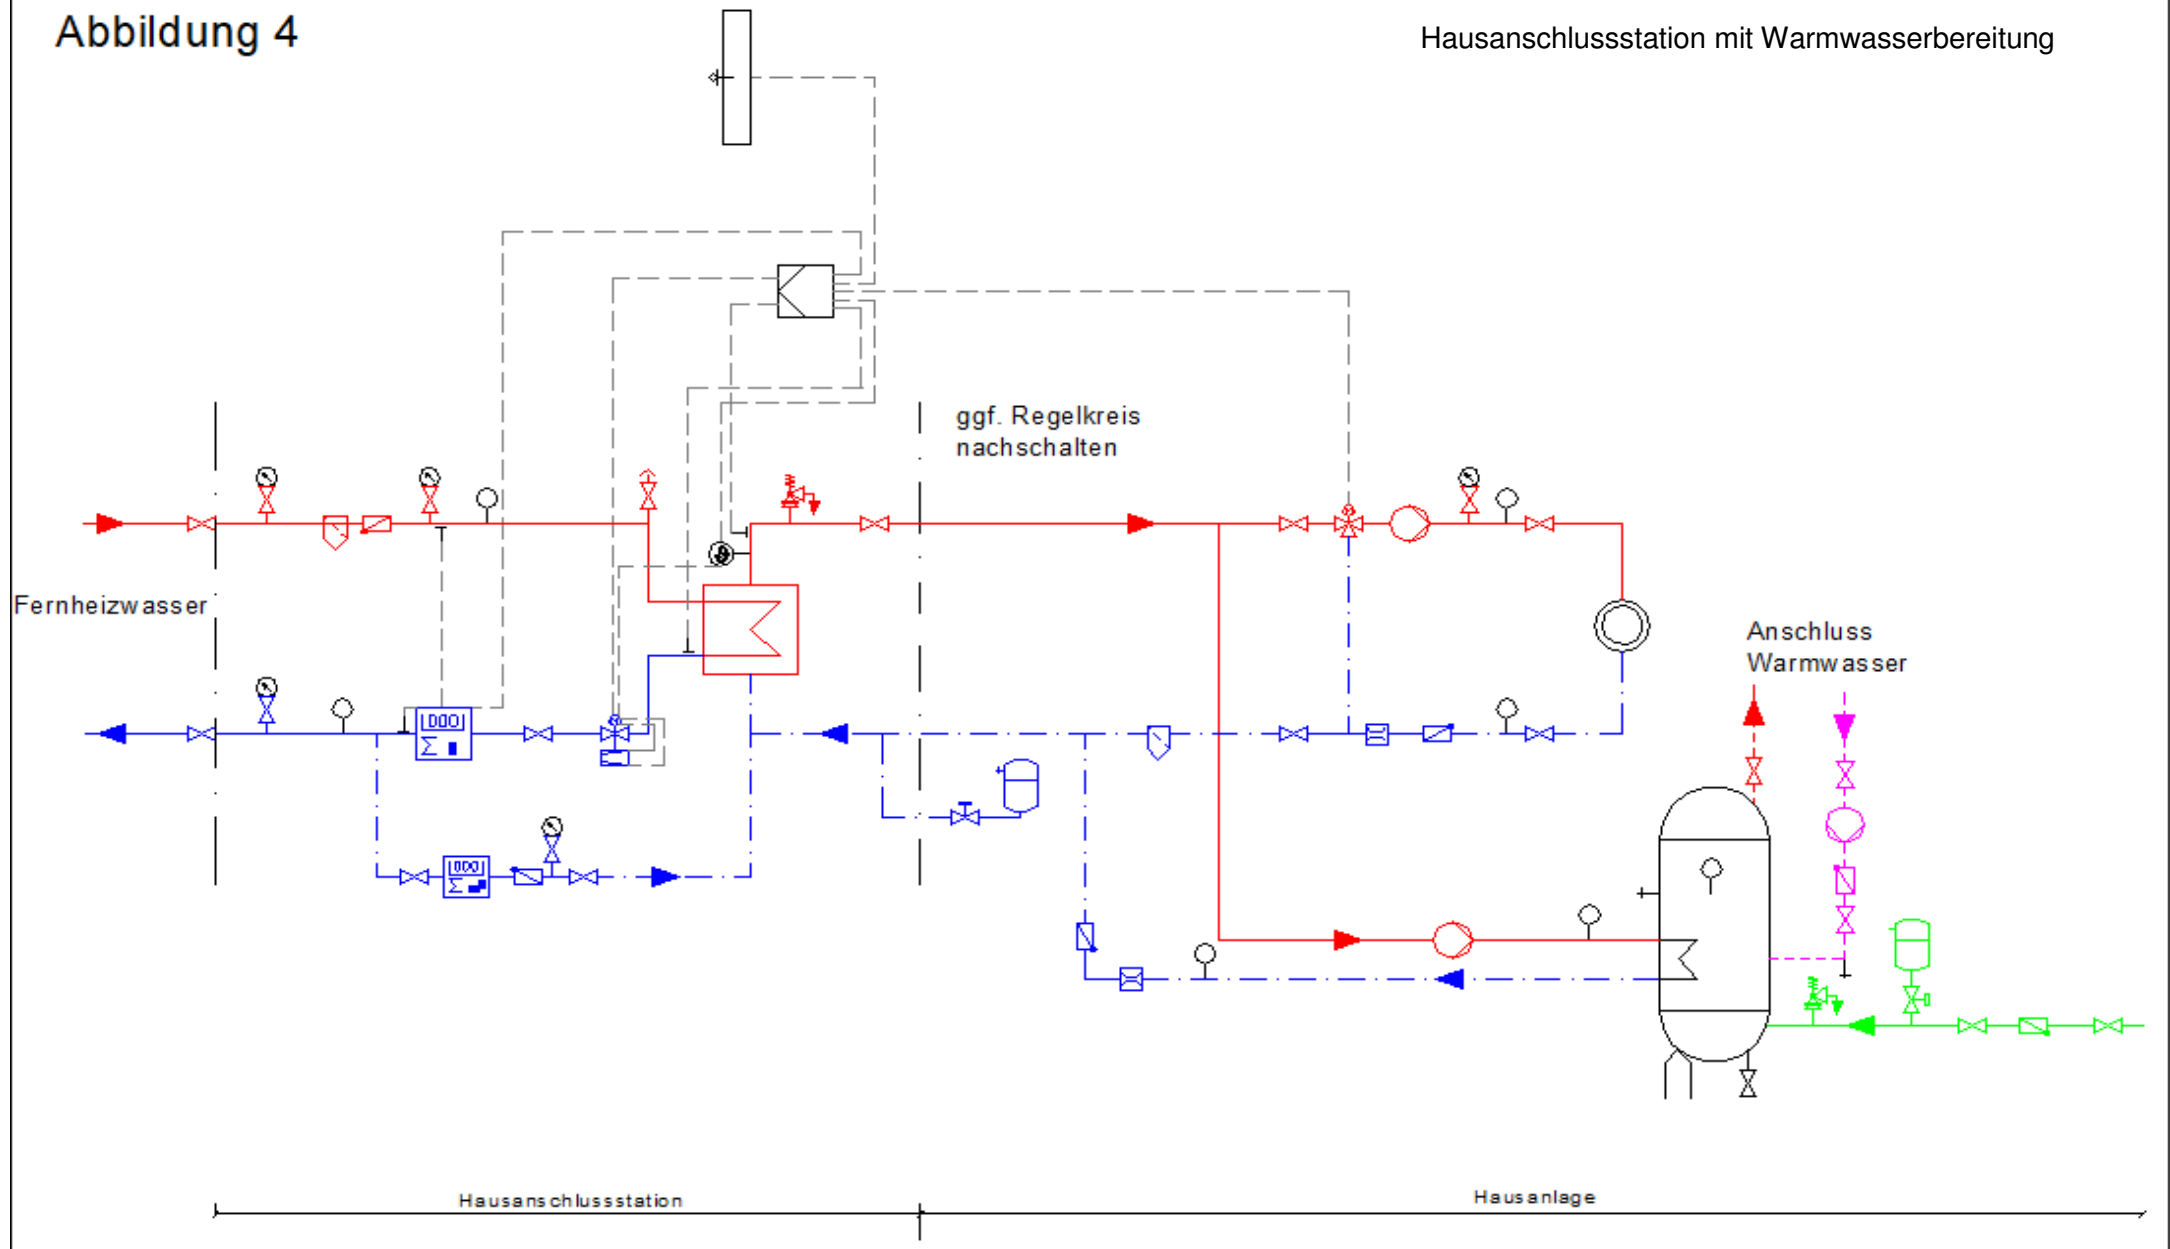 Abbildung 4
Hausanschlussstation mit Warmwasserbereitung
ggf. Regelkreis
nachschalten
Fernheizwasser
Anschluss
Warmwasser
Hausanschlussstation
Hausanlage